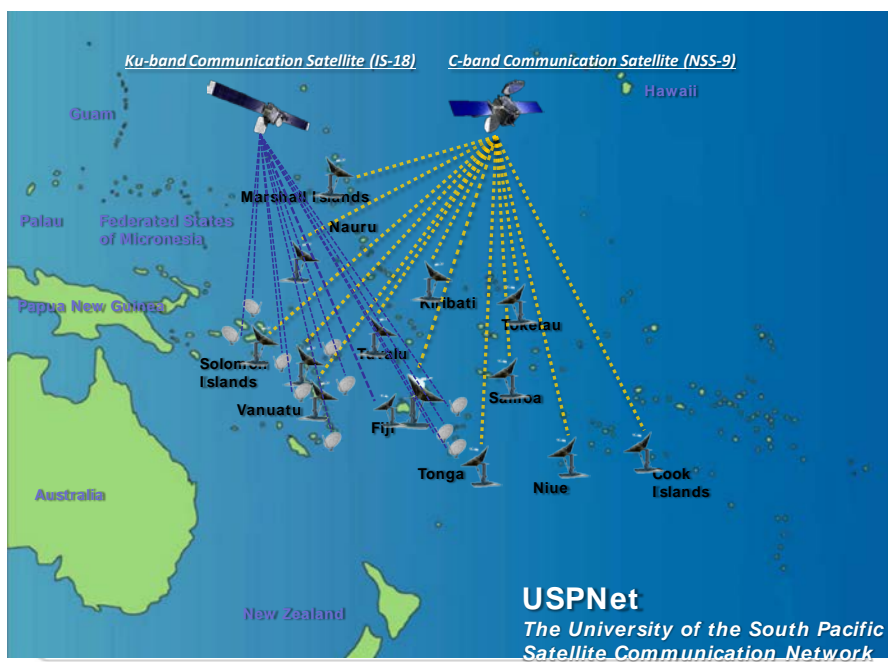 Ku-band Communication Satellite (IS-18)
C-band Communication Satellite (NSS-9)
Hawaii
Guam
Marshall Islands
Palau
Federated States
of Micronesia
Nauru
Papua New Guinea
Kiribati
Tokelau
Tuvalu
Solomon
Islands
Samoa
Vanuatu
Fiji
Tonga
Niue
Cook
Islands
Australia
New Zealand
USPNet
The University of the South Pacific
Satellite Communication Network